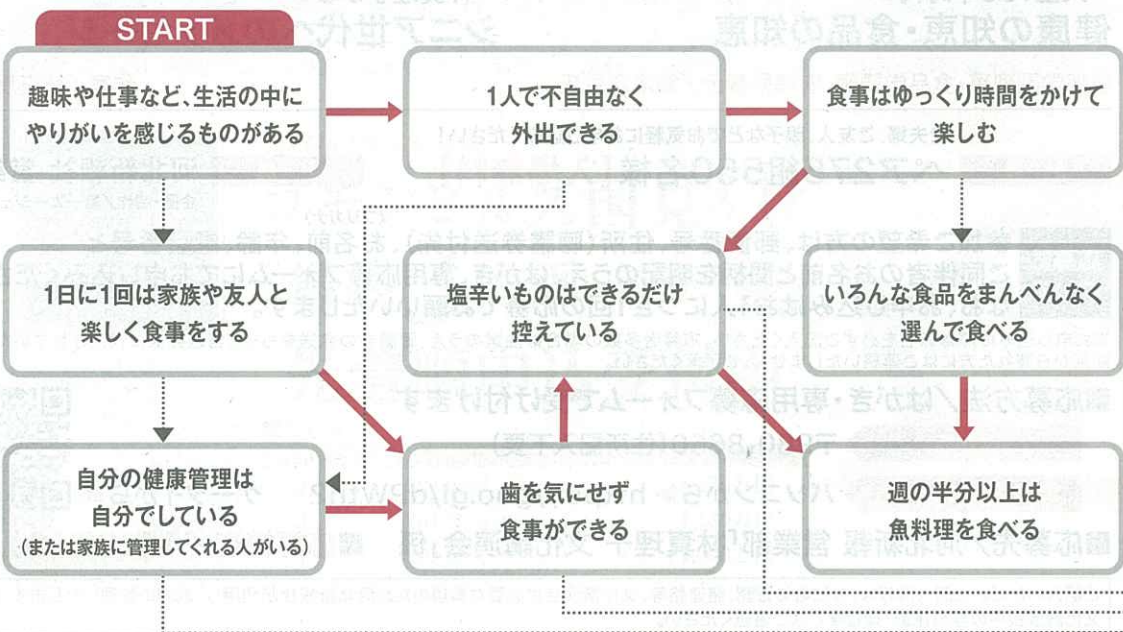 START
趣味や仕事など、生活の中に
やりがいを感じるものがある
1人で不自由なく
外出できる
食事はゆっくり時間をかけて
楽しむ
1日に1回は家族や友人と
楽しく食事をする
塩辛いものはできるだけ
控えている
いろんな食品をまんべんなく
選んで食べる
自分の健康管理は
自分でしている
(または家族に管理してくれる人がいる)
歯を気にせず
食事ができる
週の半分以上は
魚料理を食べる